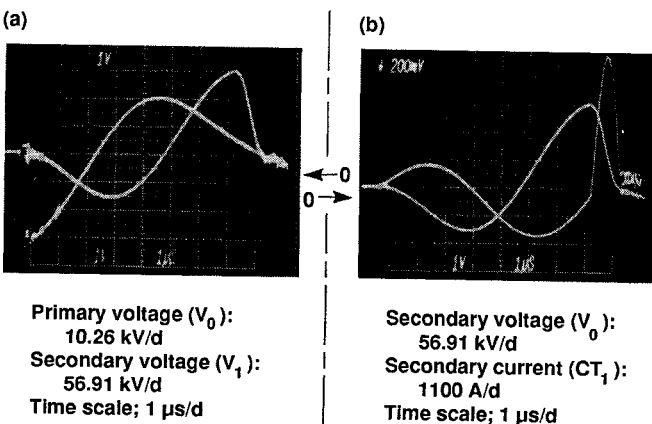 (a)
1V
1V 1µS
Primary voltage (V0):
10.26 kV/d
Secondary voltage (V1):
56.91 kV/d
Time scale; 1 µs/d
0
0
(b)
200mV
1V 1µS
Secondary voltage (V0):
56.91 kV/d
Secondary current (CT1):
1100 A/d
Time scale; 1 µs/d